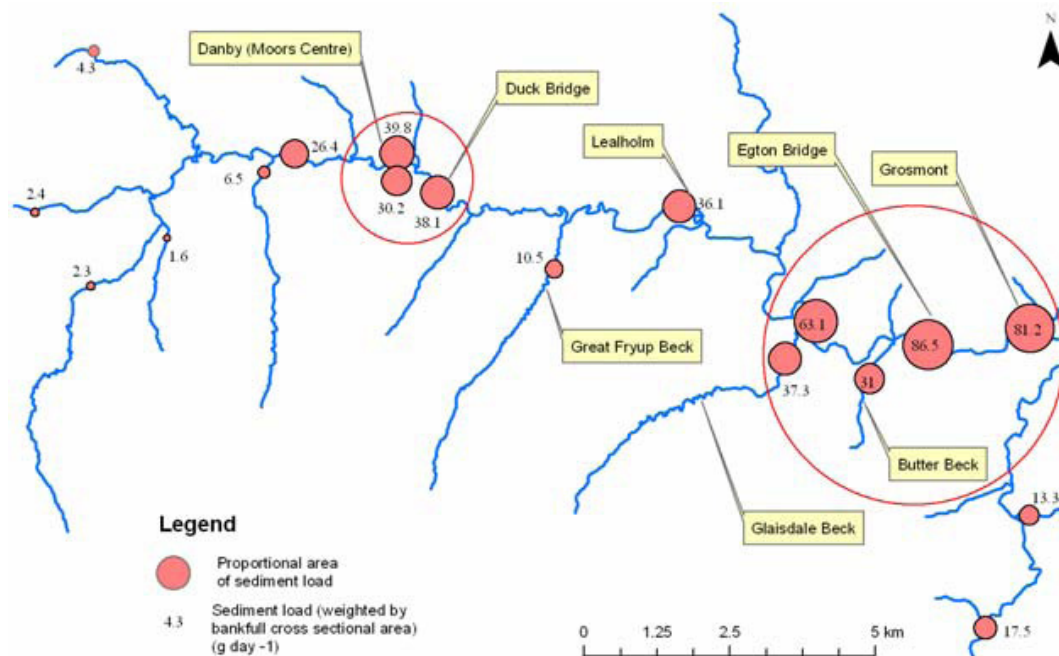 N
4.3
Danby (Moors Centre)
Duck Bridge
39.8
26.4
Lealholm
Egton Bridge
Grosmont
6.5
30.2
38.1
36.1
2.4
1.6
2.3
10.5
63.1
86.5
81.2
Great Fryup Beck
37.3
31
Butter Beck
Glaisdale Beck
13.3
17.5
Legend
Proportional area
of sediment load
4.3
Sediment load (weighted by
bankfull cross sectional area)
(g day -1)
0 1.25 2.5 5 km